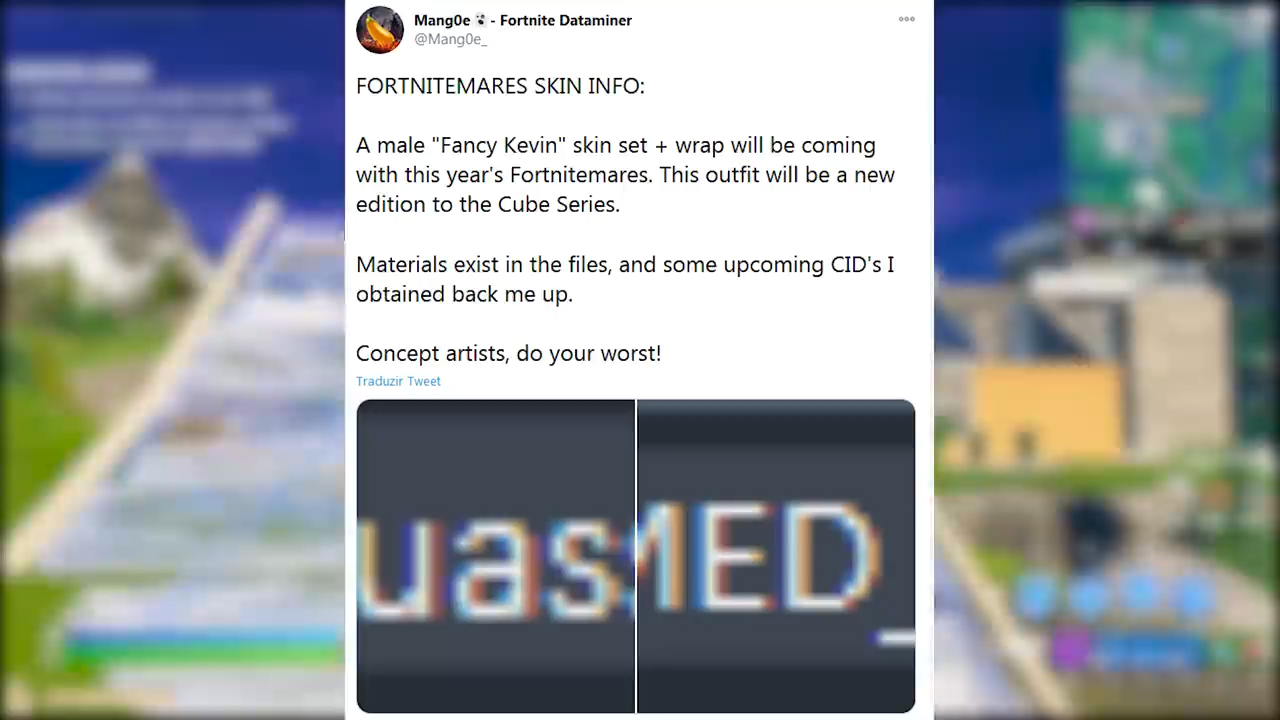 Mang0e - Fortnite Dataminer
@Mang0e_
FORTNITEMARES SKIN INFO:
A male "Fancy Kevin" skin set + wrap will be coming
with this year's Fortnitemares. This outfit will be a new
edition to the Cube Series.
Materials exist in the files, and some upcoming CID's I
obtained back me up.
Concept artists, do your worst!
Traduzir Tweet
uas
MED_